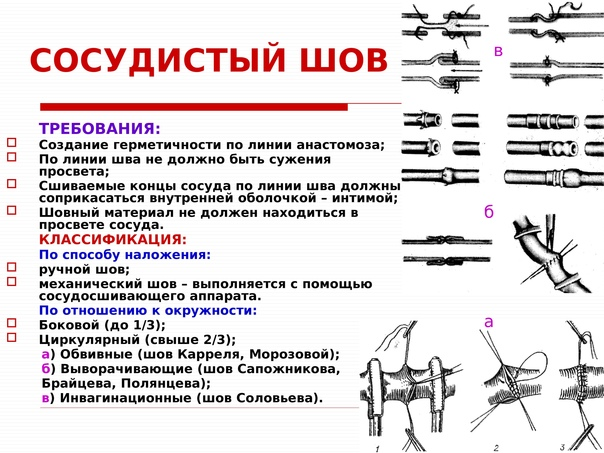 СОСУДИСТЫЙ ШОВ
ТРЕБОВАНИЯ:
Создание герметичности по линии анастомоза;
По линии шва не должно быть сужения
просвета;
Сшиваемые концы сосуда по линии шва должны
соприкасаться внутренней оболочкой – интимой;
Шовный материал не должен находиться в
просвете сосуда.
КЛАССИФИКАЦИЯ:
По способу наложения:
ручной шов;
механический шов – выполняется с помощью
сосудосшивающего аппарата.
По отношению к окружности:
Боковой (до 1/3);
Циркулярный (свыше 2/3);
а) Обвивные (шов Карреля, Морозовой);
б) Выворачивающие (шов Сапожникова,
Брайцева, Полянцева);
в) Инвагинационные (шов Соловьева).
в
б
а
1 2 3